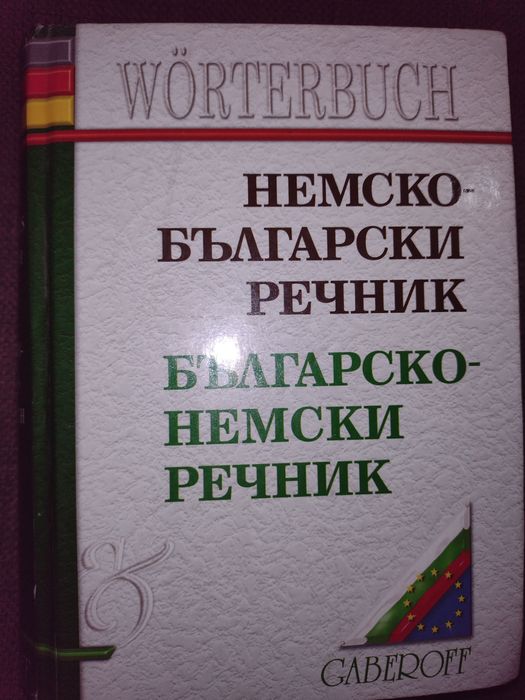 WÖRTERBUCH
НЕМСКО-
БЪЛГАРСКИ
РЕЧНИК
БЪЛГАРСКО-
НЕМСКИ
РЕЧНИК
GABEROFF